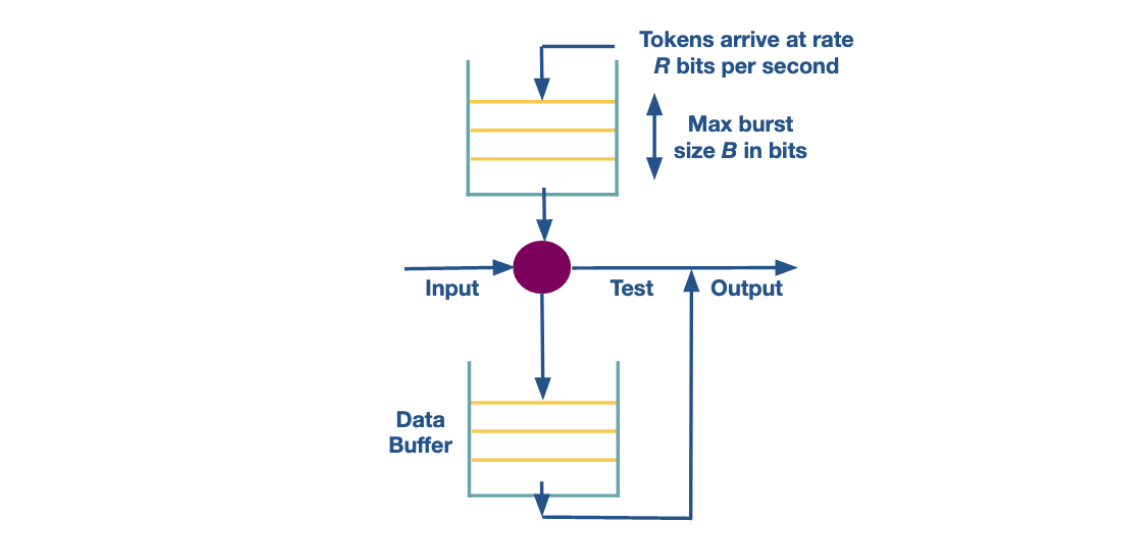 Tokens arrive at rate
R bits per second
Max burst
size B in bits
Input
Test
Output
Data
Buffer